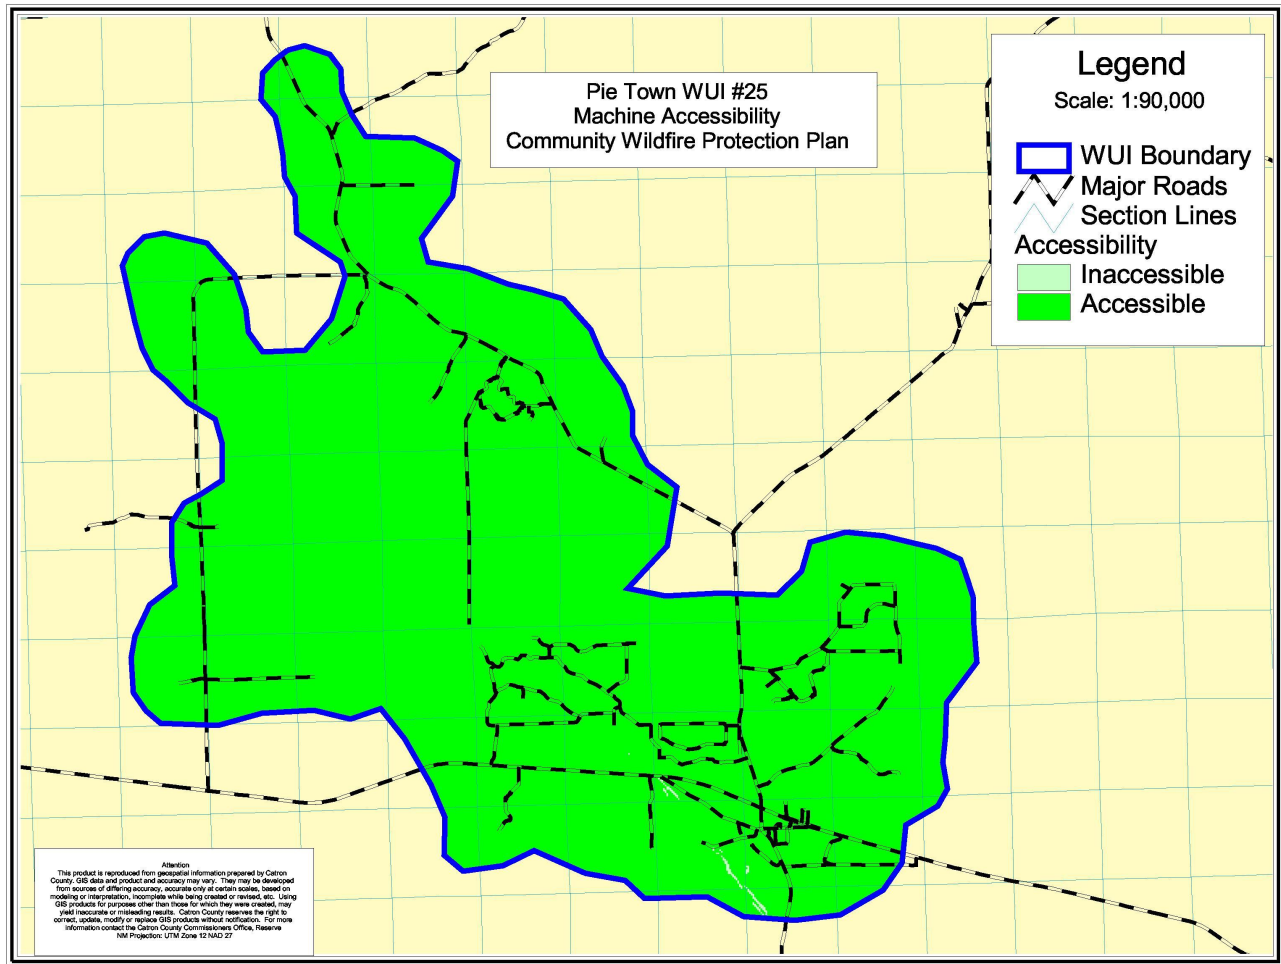 Pie Town WUI #25
Machine Accessibility
Community Wildfire Protection Plan
Legend
Scale: 1:90,000
WUI Boundary
Major Roads
Section Lines
Accessibility
Inaccessible
Accessible
Attention
This product is reproduced from geospatial information prepared by Catron
County. GIS data and product and accuracy may vary. They may be developed
from sources of differing accuracy, accurate only at certain scales, based on
modeling or interpretation, incomplete while being created or revised, etc. Using
GIS products for purposes other than those for which they were created, may
yield inaccurate or misleading results. Catron County reserves the right to
correct, update, modify or replace GIS products without notification. For more
information contact the Catron County Commissioners Office, Reserve
NM Projection: UTM Zone 12 NAD 27